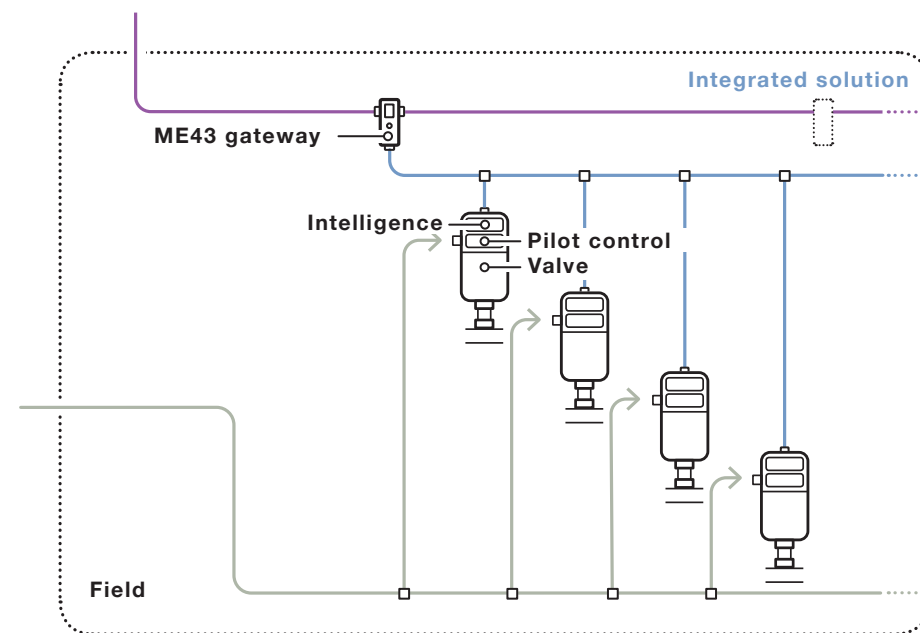 Integrated solution
ME43 gateway
Intelligence
Pilot control
Valve
Field